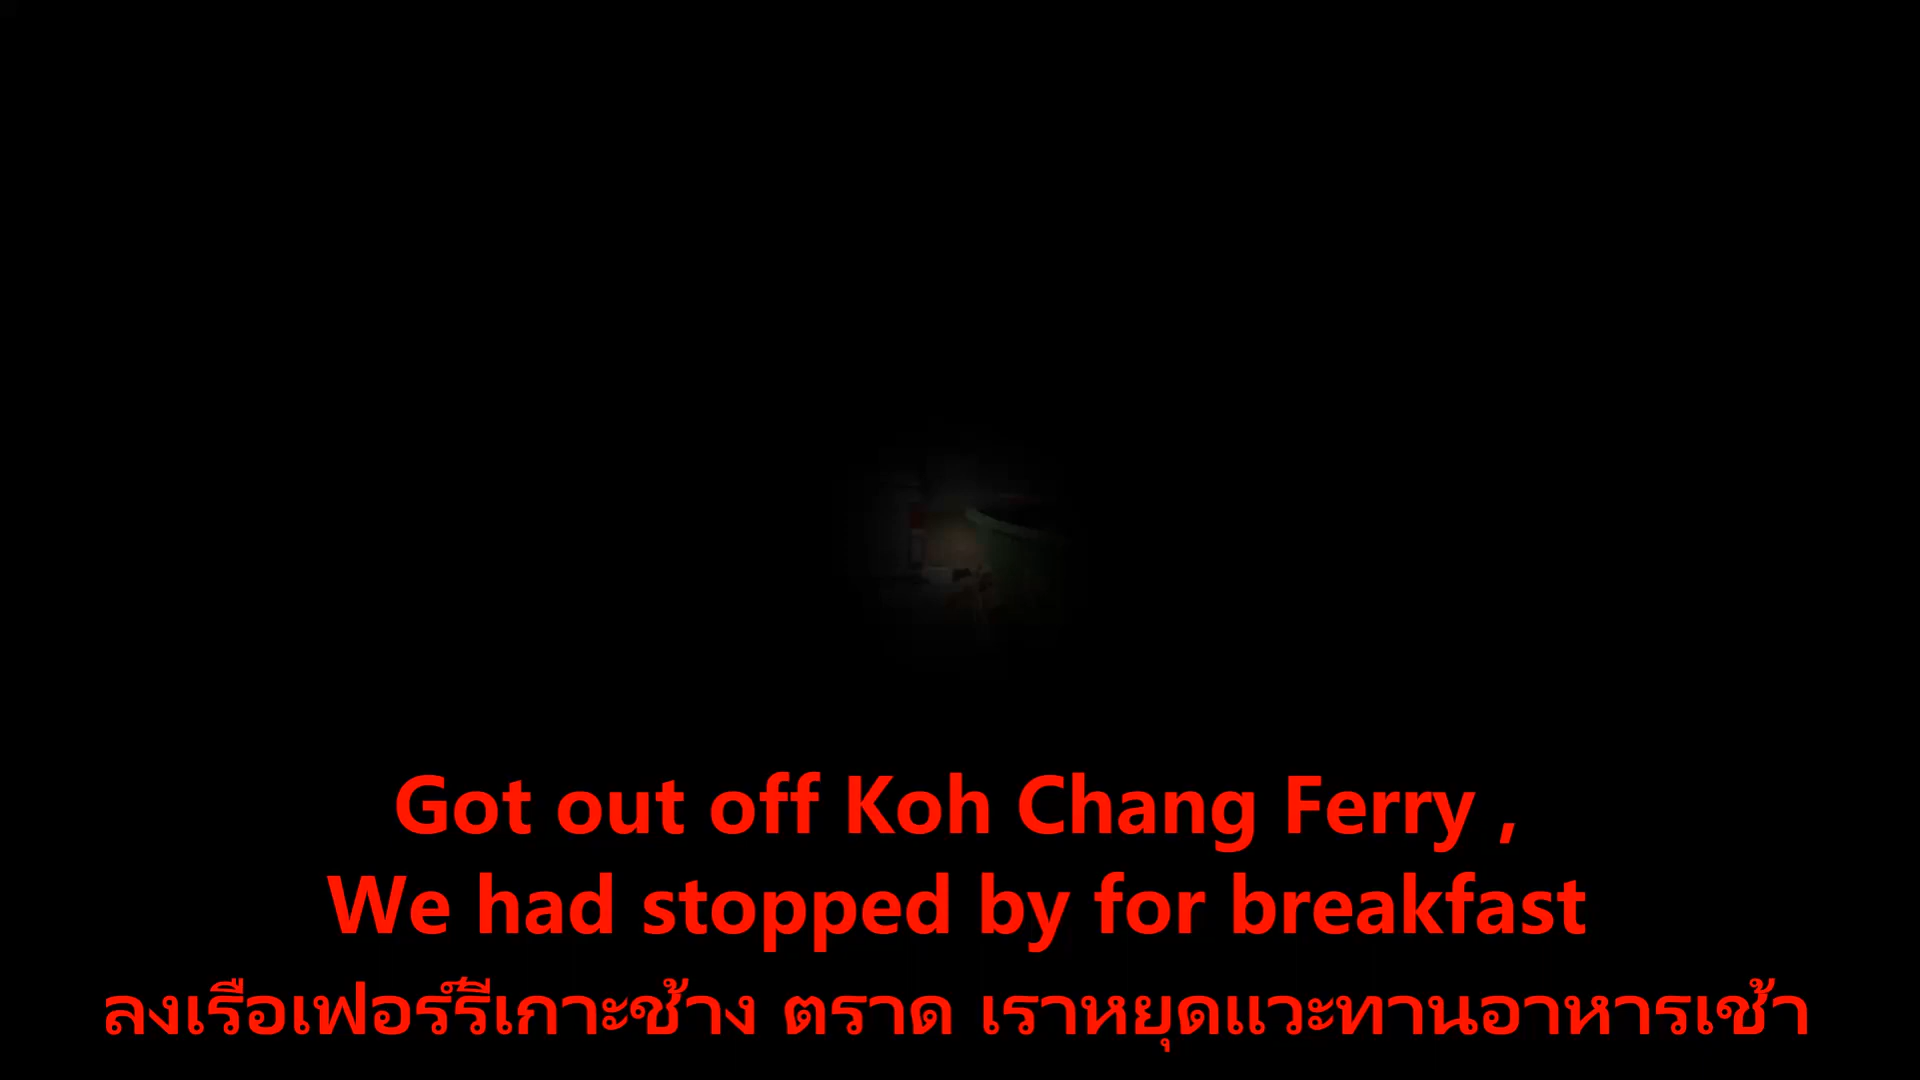 Got out off Koh Chang Ferry ,
We had stopped by for breakfast
ลงเรือเฟอร์รี่เกาะช้าง ตราด เราหยุดแวะทานอาหารเช้า